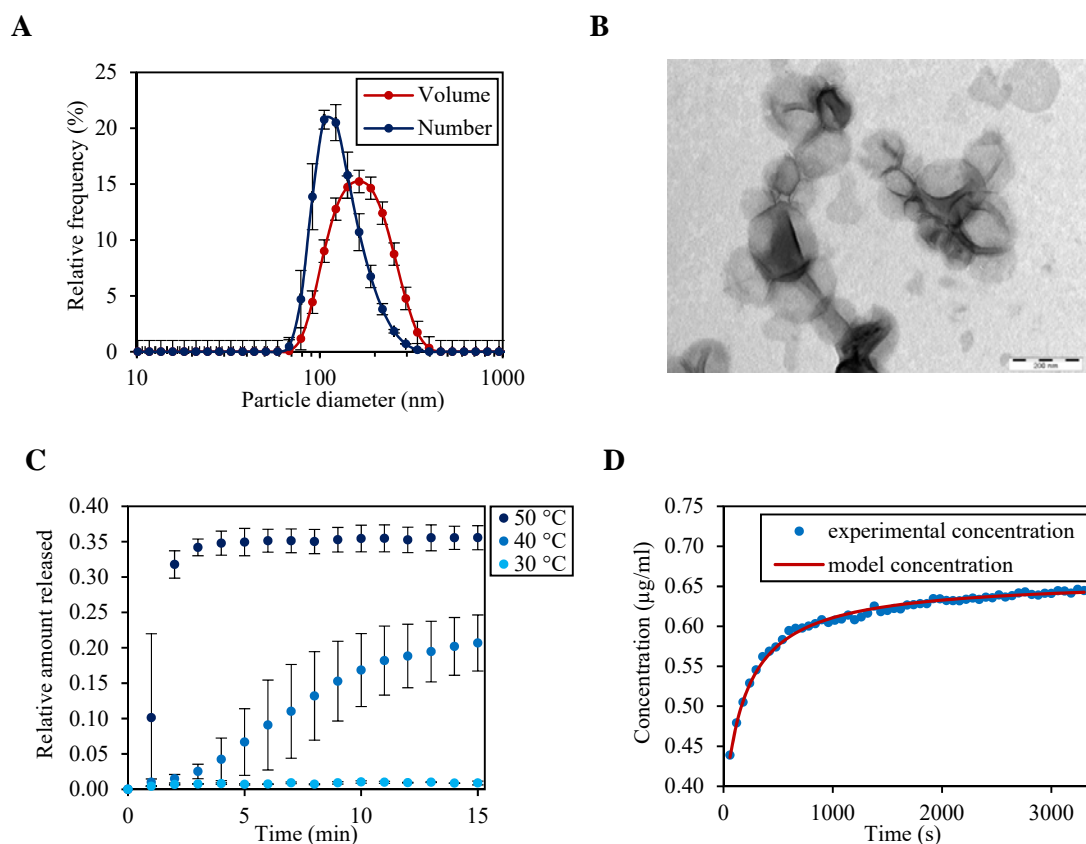 A
Relative frequency (%)
25
20
15
10
5
0
Volume
Number
10
100
1000
Particle diameter (nm)
B
200 nm
C
Relative amount released
0.40
0.35
0.30
0.25
0.20
0.15
0.10
0.05
0.00
50 °C
40 °C
30 °C
0
5
10
15
Time (min)
D
Concentration (µg/ml)
0.75
0.70
0.65
0.60
0.55
0.50
0.45
0.40
experimental concentration
model concentration
0
1000
2000
3000
Time (s)